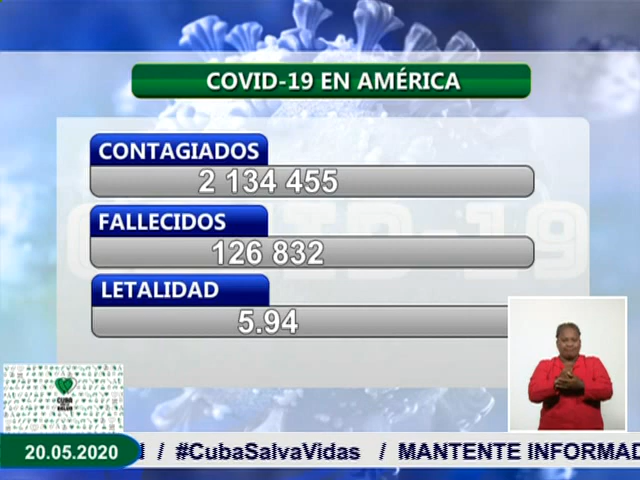 COVID-19 EN AMÉRICA
CONTAGIADOS
2 134 455
FALLECIDOS
126 832
LETALIDAD
5.94
CUBA
20.05.2020
/ #CubaSalvaVidas / MANTENTE INFORMAD